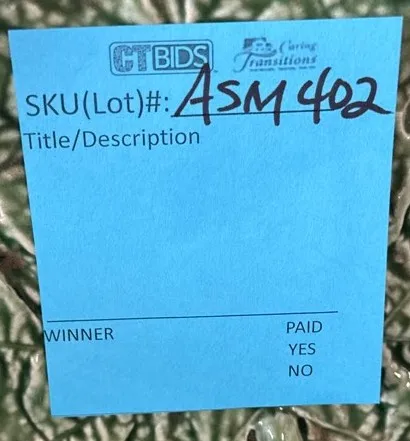 CTBIDS Caring Transitions
SKU(Lot)#: ASM402
Title/Description
WINNER PAID
YES
NO